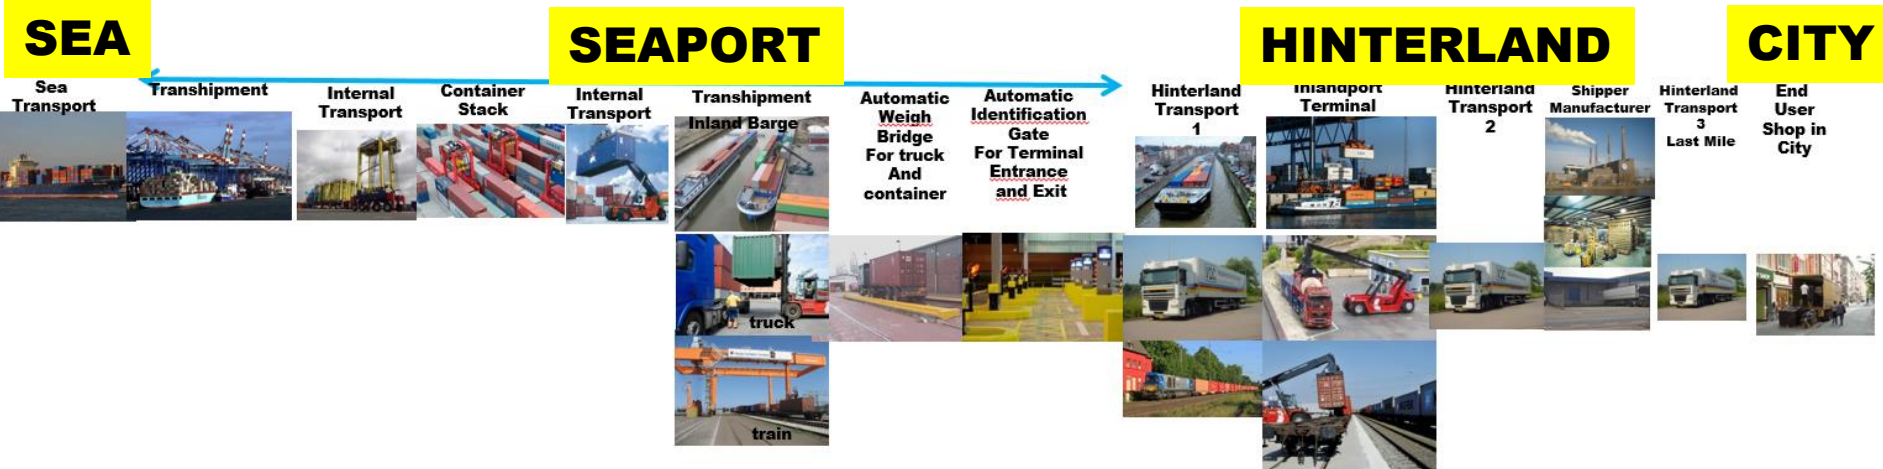 SEA
SEAPORT
HINTERLAND
CITY
Sea
Transport
Transhipment
Internal
Transport
Container
Stack
Internal
Transport
Transhipment
Inland Barge
truck
train
Automatic
Weigh
Bridge
For truck
And
container
Automatic
Identification
Gate
For Terminal
Entrance
and Exit
Hinterland
Transport
1
Inlandport
Terminal
Hinterland
Transport
2
Shipper
Manufacturer
Hinterland
Transport
3
Last Mile
End
User
Shop in
City